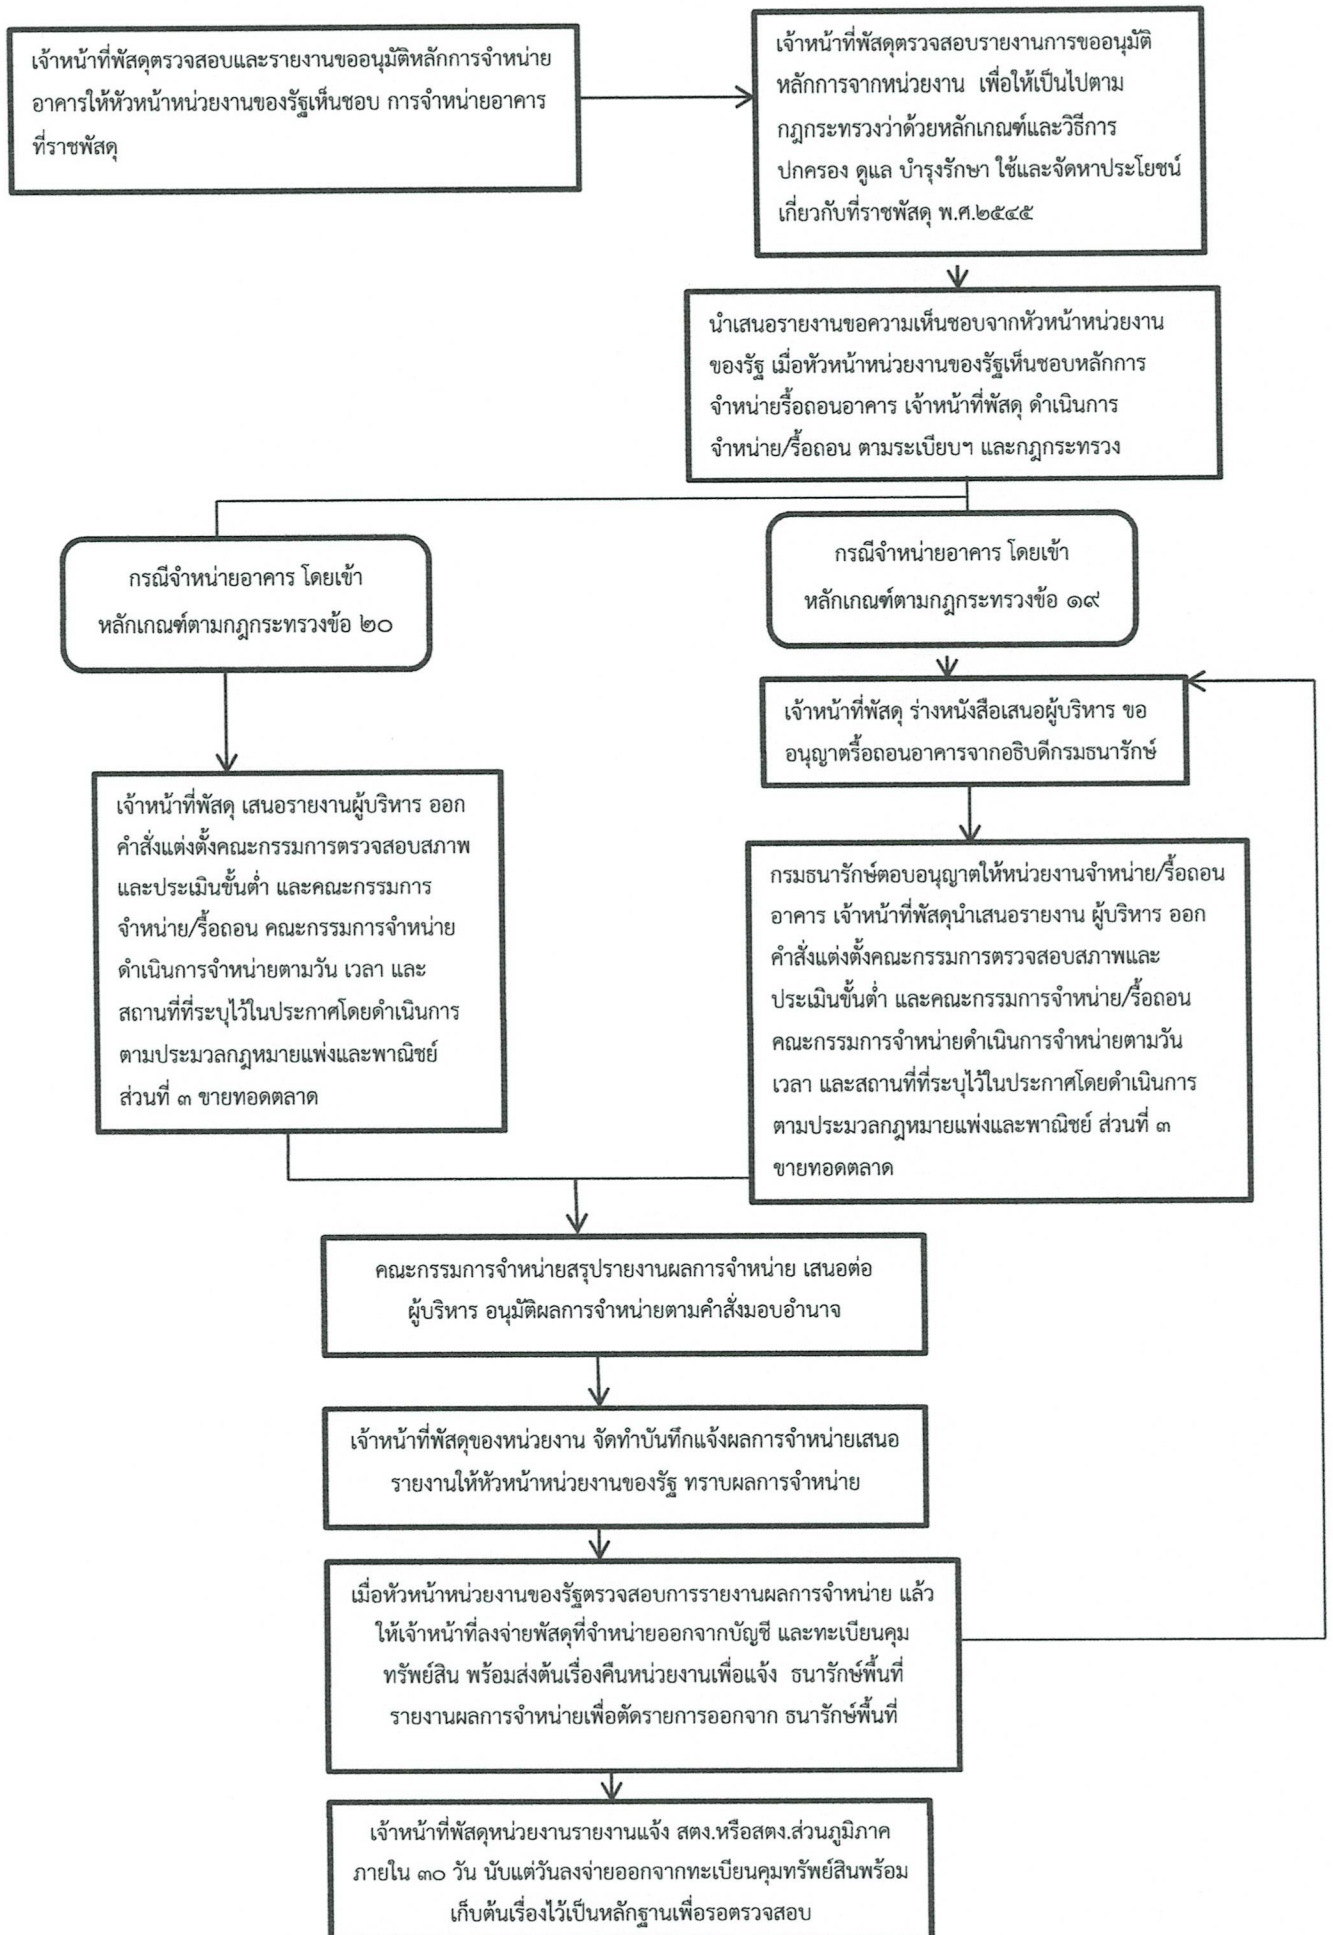 เจ้าหน้าที่พัสดุตรวจสอบและรายงานขออนุมัติหลักการจำหน่าย
อาคารให้หัวหน้าหน่วยงานของรัฐเห็นชอบ การจำหน่ายอาคาร
ที่ราชพัสดุ
เจ้าหน้าที่พัสดุตรวจสอบรายงานการขออนุมัติ
หลักการจากหน่วยงาน เพื่อให้เป็นไปตาม
กฎกระทรวงว่าด้วยหลักเกณฑ์และวิธีการ
ปกครอง ดูแล บำรุงรักษา ใช้และจัดหาประโยชน์
เกี่ยวกับที่ราชพัสดุ พ.ศ.๒๕๔๕
นำเสนอรายงานขอความเห็นชอบจากหัวหน้าหน่วยงาน
ของรัฐ เมื่อหัวหน้าหน่วยงานของรัฐเห็นชอบหลักการ
จำหน่ายรื้อถอนอาคาร เจ้าหน้าที่พัสดุ ดำเนินการ
จำหน่าย/รื้อถอน ตามระเบียบฯ และกฎกระทรวง
กรณีจำหน่ายอาคาร โดยเข้า
หลักเกณฑ์ตามกฎกระทรวงข้อ ๒๐
กรณีจำหน่ายอาคาร โดยเข้า
หลักเกณฑ์ตามกฎกระทรวงข้อ ๑๙
เจ้าหน้าที่พัสดุ ร่างหนังสือเสนอผู้บริหาร ขอ
อนุญาตรื้อถอนอาคารจากอธิบดีกรมธนารักษ์
เจ้าหน้าที่พัสดุ เสนอรายงานผู้บริหาร ออก
คำสั่งแต่งตั้งคณะกรรมการตรวจสอบสภาพ
และประเมินขั้นต่ำ และคณะกรรมการ
จำหน่าย/รื้อถอน คณะกรรมการจำหน่าย
ดำเนินการจำหน่ายตามวัน เวลา และ
สถานที่ที่ระบุไว้ในประกาศโดยดำเนินการ
ตามประมวลกฎหมายแพ่งและพาณิชย์
ส่วนที่ ๓ ขายทอดตลาด
กรมธนารักษ์ตอบอนุญาตให้หน่วยงานจำหน่าย/รื้อถอน
อาคาร เจ้าหน้าที่พัสดุนำเสนอรายงาน ผู้บริหาร ออก
คำสั่งแต่งตั้งคณะกรรมการตรวจสอบสภาพและ
ประเมินขั้นต่ำ และคณะกรรมการจำหน่าย/รื้อถอน
คณะกรรมการจำหน่ายดำเนินการจำหน่ายตามวัน
เวลา และสถานที่ที่ระบุไว้ในประกาศโดยดำเนินการ
ตามประมวลกฎหมายแพ่งและพาณิชย์ ส่วนที่ ๓
ขายทอดตลาด
คณะกรรมการจำหน่ายสรุปรายงานผลการจำหน่าย เสนอต่อ
ผู้บริหาร อนุมัติผลการจำหน่ายตามคำสั่งมอบอำนาจ
เจ้าหน้าที่พัสดุของหน่วยงาน จัดทำบันทึกแจ้งผลการจำหน่ายเสนอ
รายงานให้หัวหน้าหน่วยงานของรัฐ ทราบผลการจำหน่าย
เมื่อหัวหน้าหน่วยงานของรัฐตรวจสอบการรายงานผลการจำหน่าย แล้ว
ให้เจ้าหน้าที่ลงจ่ายพัสดุที่จำหน่ายออกจากบัญชี และทะเบียนคุม
ทรัพย์สิน พร้อมส่งต้นเรื่องคืนหน่วยงานเพื่อแจ้ง ธนารักษ์พื้นที่
รายงานผลการจำหน่ายเพื่อตัดรายการออกจาก ธนารักษ์พื้นที่
เจ้าหน้าที่พัสดุหน่วยงานรายงานแจ้ง สตง.หรือสตง.ส่วนภูมิภาค
ภายใน ๓๐ วัน นับแต่วันลงจ่ายออกจากทะเบียนคุมทรัพย์สินพร้อม
เก็บต้นเรื่องไว้เป็นหลักฐานเพื่อรอตรวจสอบ